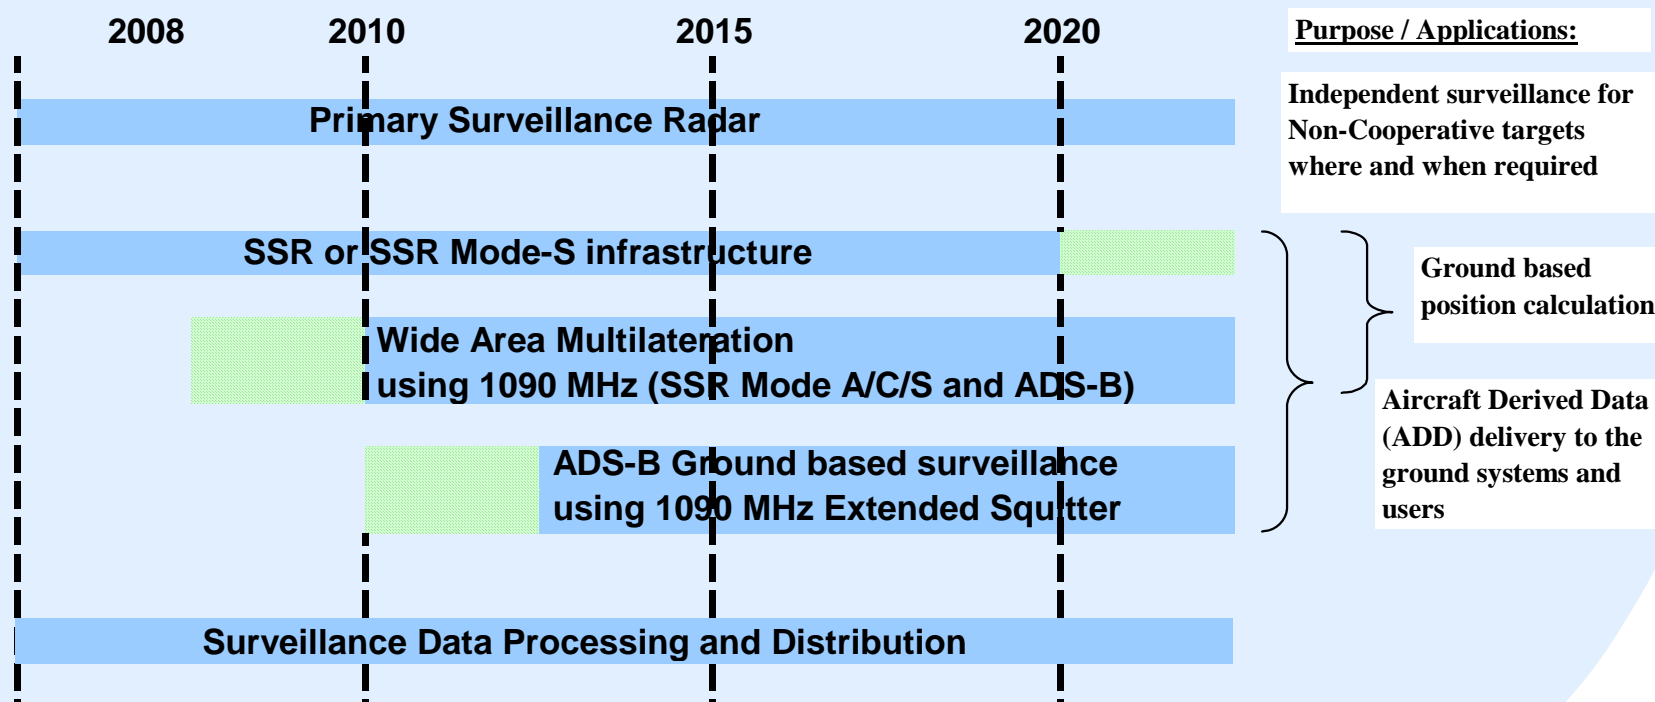 2008 2010 2015 2020
Purpose / Applications:
Primary Surveillance Radar
Independent surveillance for
Non-Cooperative targets
where and when required
SSR or SSR Mode-S infrastructure
Ground based
position calculation
Wide Area Multilateration
using 1090 MHz (SSR Mode A/C/S and ADS-B)
Aircraft Derived Data
(ADD) delivery to the
ground systems and
users
ADS-B Ground based surveillance
using 1090 MHz Extended Squitter
Surveillance Data Processing and Distribution